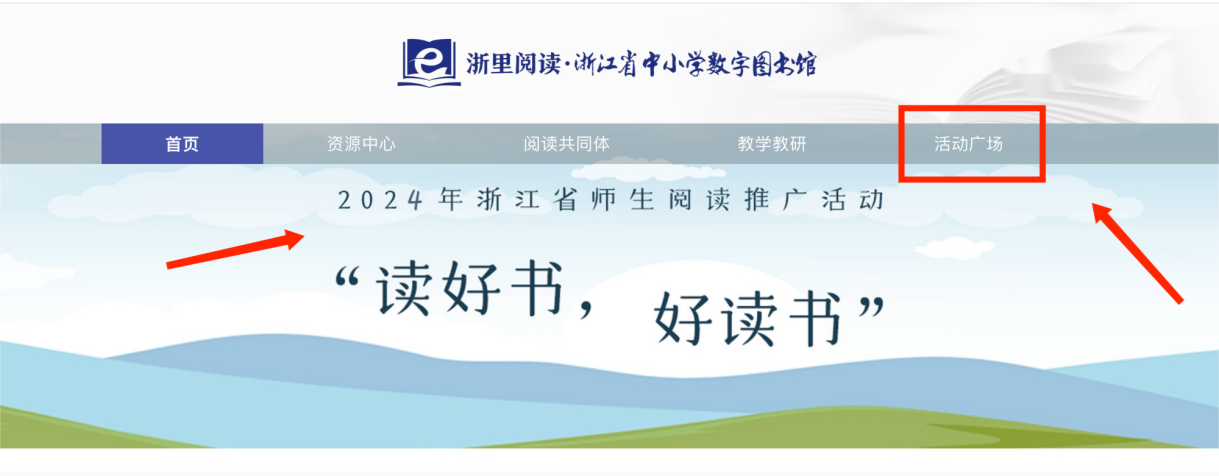 浙里阅读·浙江省中小学数字图书馆
首页 资源中心 阅读共同体 教学教研 活动广场
2024年浙江省师生阅读推广活动
“读好书，好读书”